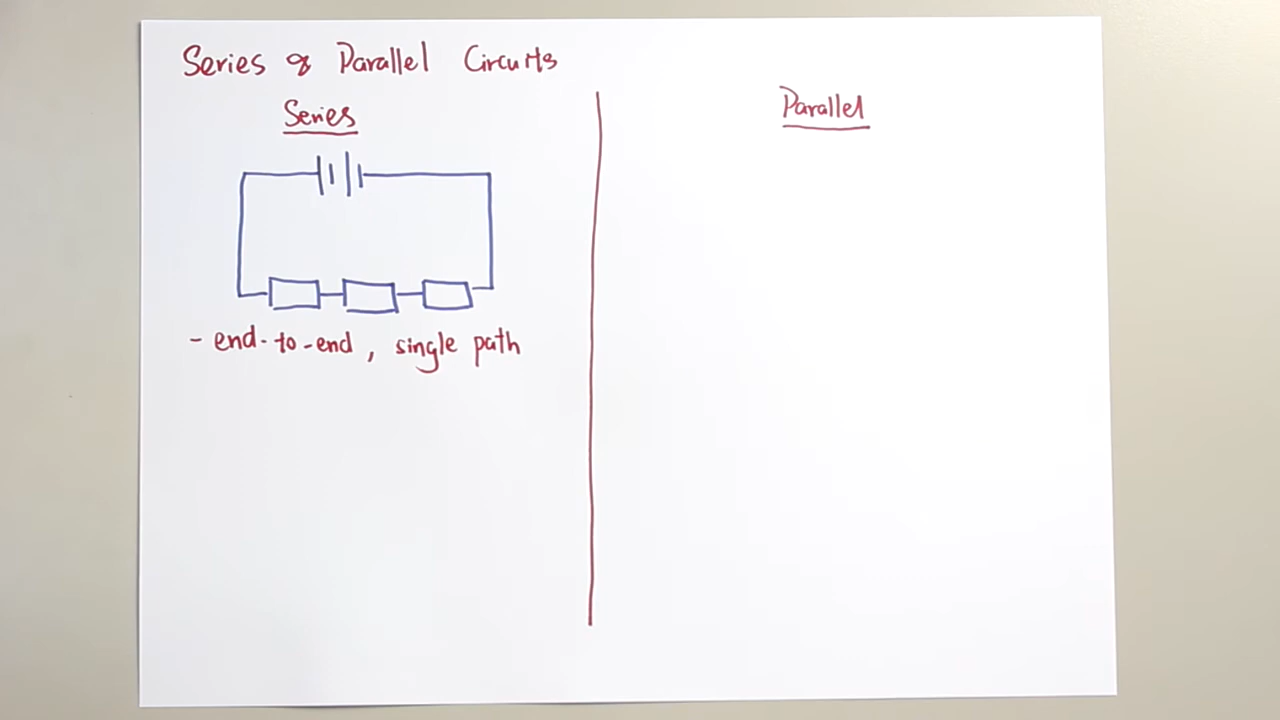 Series & Parallel Circuits
Series
- end-to-end, single path
Parallel